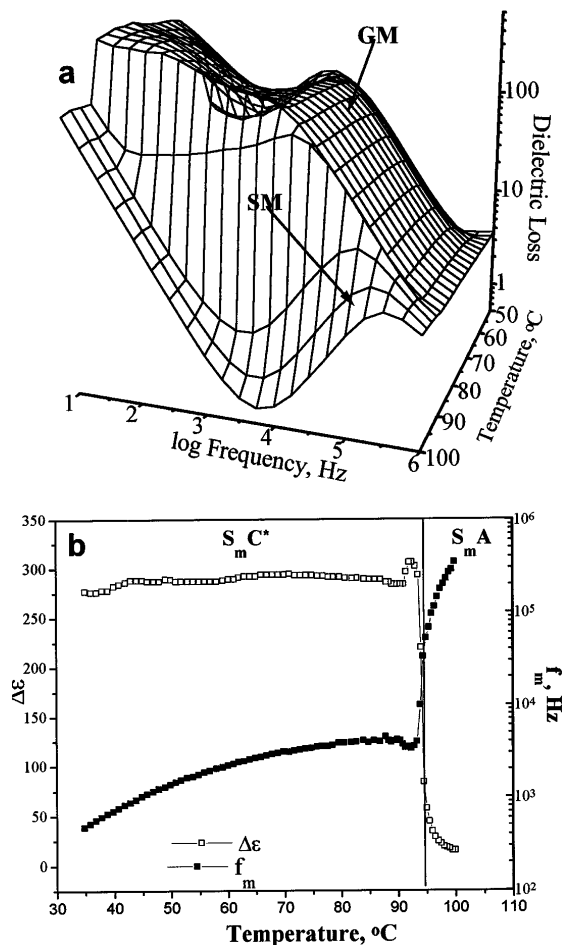 a
GM
SM
100
10
1
Dielectric Loss
50
60
70
80
90
100
Temperature, ºC
1
2
3
4
5
6
log Frequency, Hz
b
SmC*
SmA
350
300
250
200
150
100
50
0
Δε
10⁶
10⁵
10⁴
10³
10²
fm, Hz
Δε
fm
30 40 50 60 70 80 90 100 110
Temperature, ºC